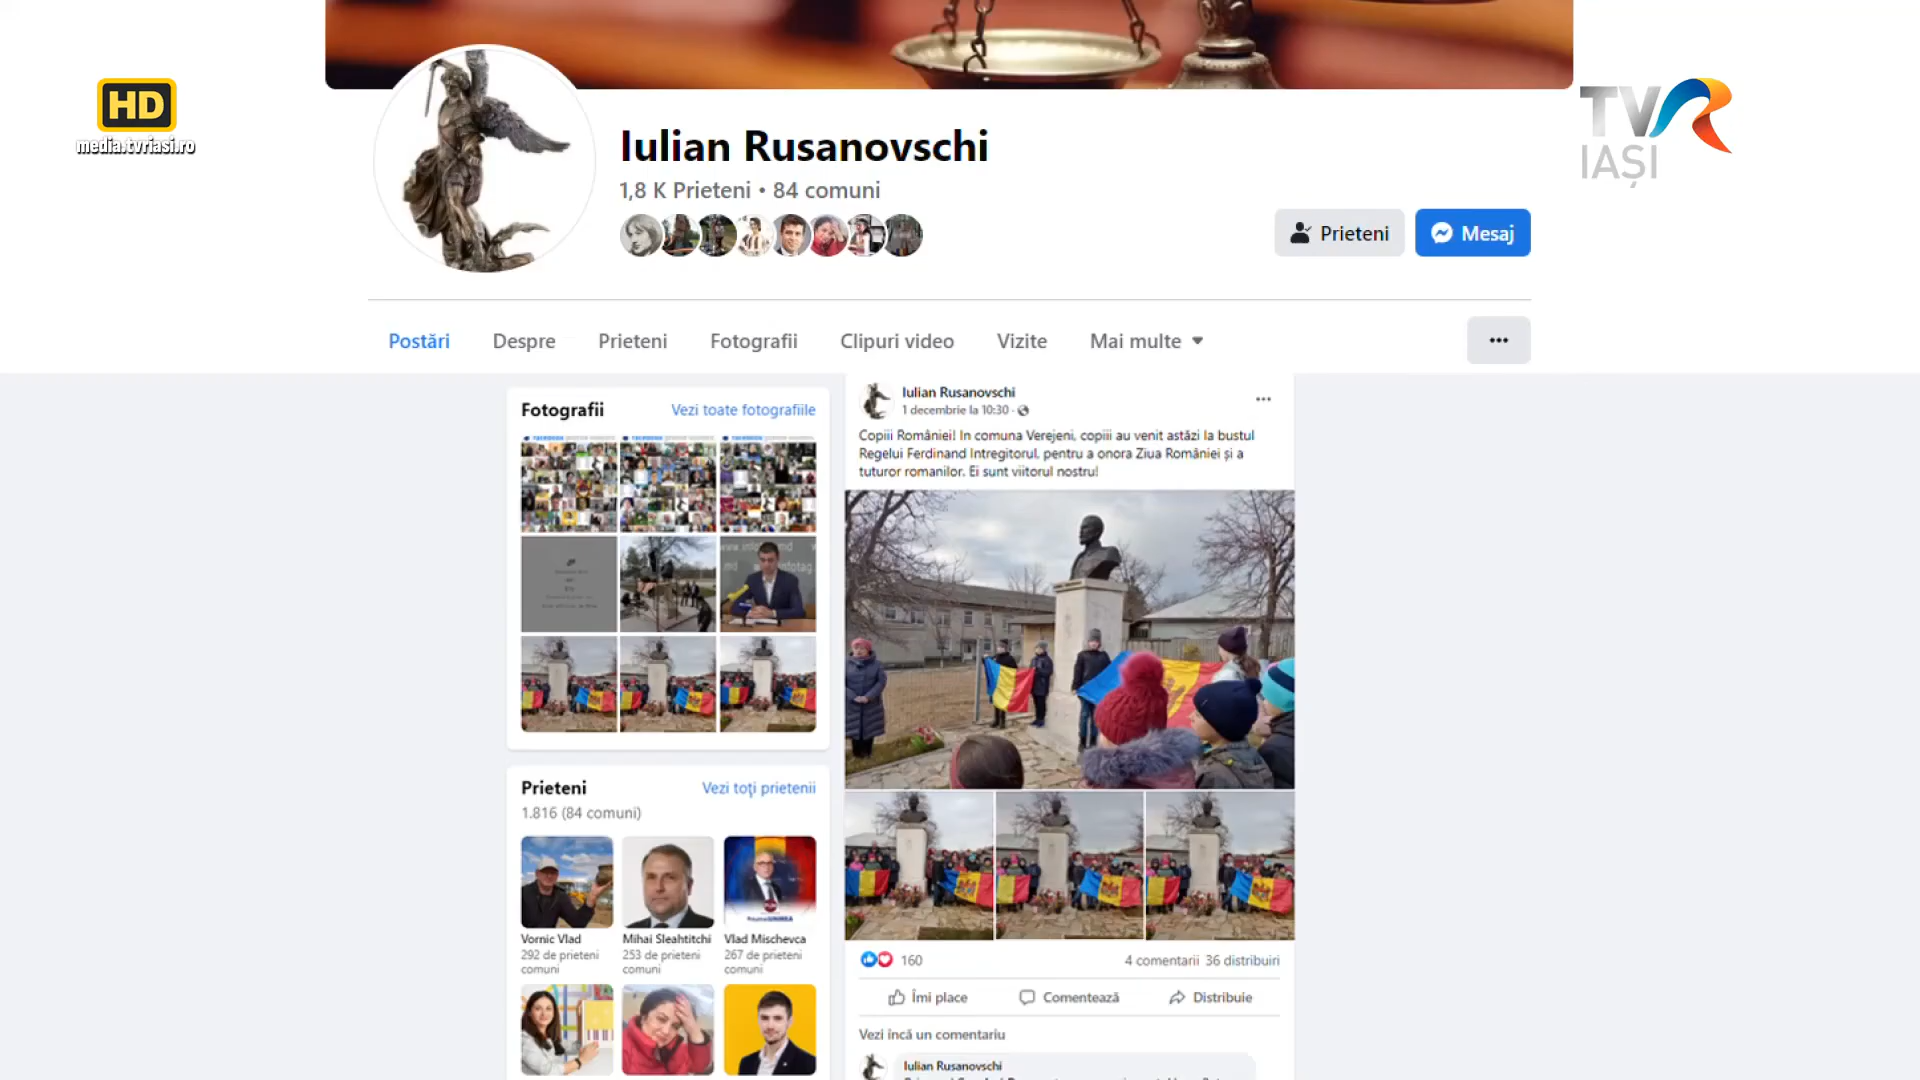 HD
media.tvriasi.ro
TVR
IAȘI
Iulian Rusanovschi
1,8 K Prieteni • 84 comuni
Prieteni
Mesaj
Postări
Despre
Prieteni
Fotografii
Clipuri video
Vizite
Mai multe
Fotografii
Vezi toate fotografiile
Prieteni
Vezi toți prietenii
1.816 (84 comuni)
Vornic Vlad
292 de prieteni
comuni
Mihai Sleahtitchi
253 de prieteni
comuni
Vlad Mischevca
267 de prieteni
comuni
Iulian Rusanovschi
1 decembrie la 10:30 ·
Copiii României! In comuna Verejeni, copiii au venit astăzi la bustul
Regelui Ferdinand Intregitorul, pentru a onora Ziua României și a
tuturor romanilor. Ei sunt viitorul nostru!
160
4 comentarii 36 distribuiri
Îmi place
Comentează
Distribuie
Vezi încă un comentariu
Iulian Rusanovschi